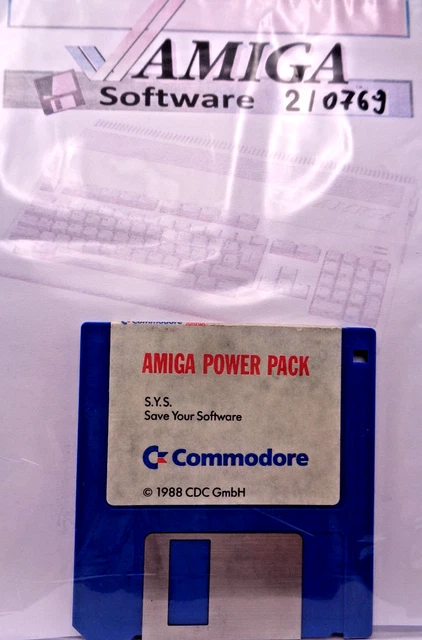 AMIGA
Software 2/0769
Commodore
AMIGA POWER PACK
S.Y.S.
Save Your Software
Commodore
© 1988 CDC GmbH